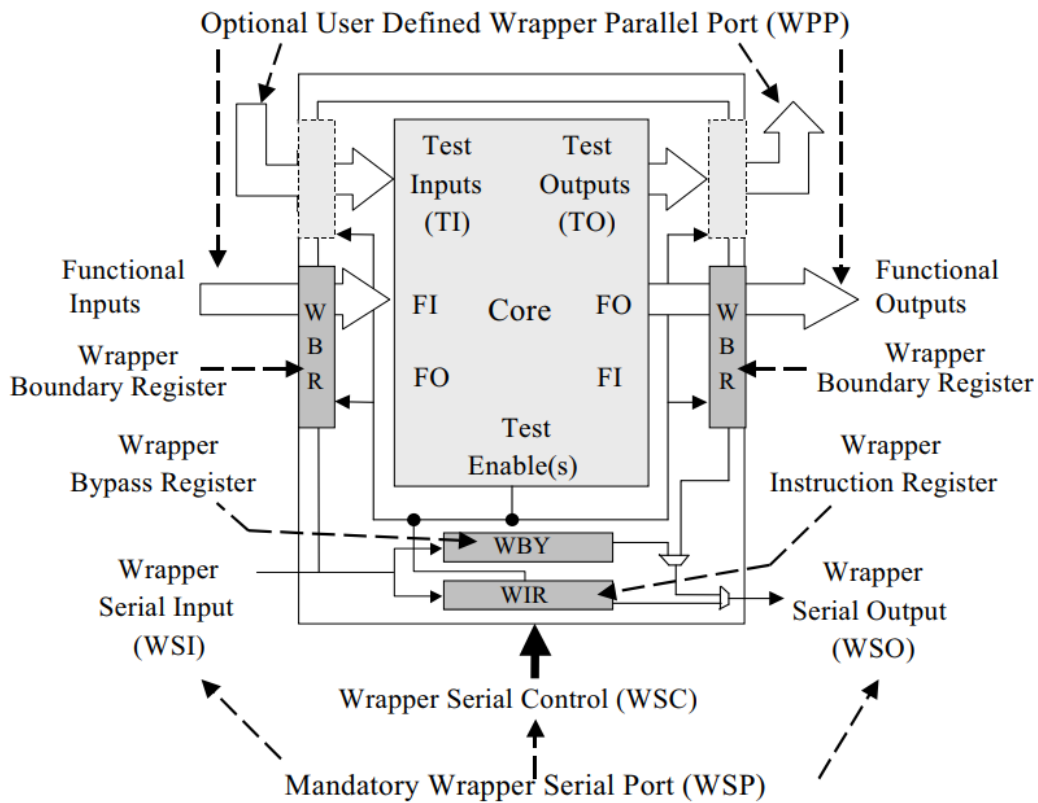 Optional User Defined Wrapper Parallel Port (WPP)
Test
Inputs
(TI)
Test
Outputs
(TO)
Functional
Inputs
Functional
Outputs
W
B
R
FI
Core
FO
W
B
R
Wrapper
Boundary Register
FO
FI
Wrapper
Boundary Register
Test
Enable(s)
Wrapper
Bypass Register
Wrapper
Instruction Register
WBY
WIR
Wrapper
Serial Input
(WSI)
Wrapper
Serial Output
(WSO)
Wrapper Serial Control (WSC)
Mandatory Wrapper Serial Port (WSP)